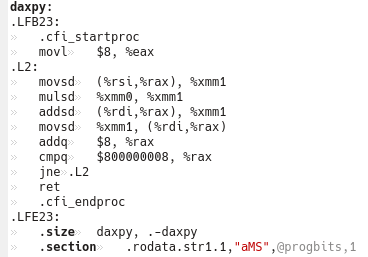 daxpy:
.LFB23:
» .cfi_startproc
» movl» $8, %eax
.L2:
» movsd» (%rsi,%rax), %xmm1
» mulsd» %xmm0, %xmm1
» addsd» (%rdi,%rax), %xmm1
» movsd» %xmm1, (%rdi,%rax)
» addq» $8, %rax
» cmpq» $800000008, %rax
» jne».L2
» ret
» .cfi_endproc
.LFE23:
» .size» daxpy, .-daxpy
» .section» .rodata.str1.1,"aMS",@progbits,1